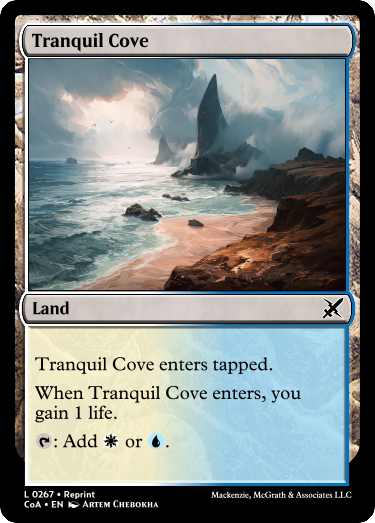 Tranquil Cove
Land
Tranquil Cove enters tapped.
When Tranquil Cove enters, you
gain 1 life.
: Add or .
L 0267 • Reprint
CoA • EN Artem Chebokha
Mackenzie, McGrath & Associates LLC